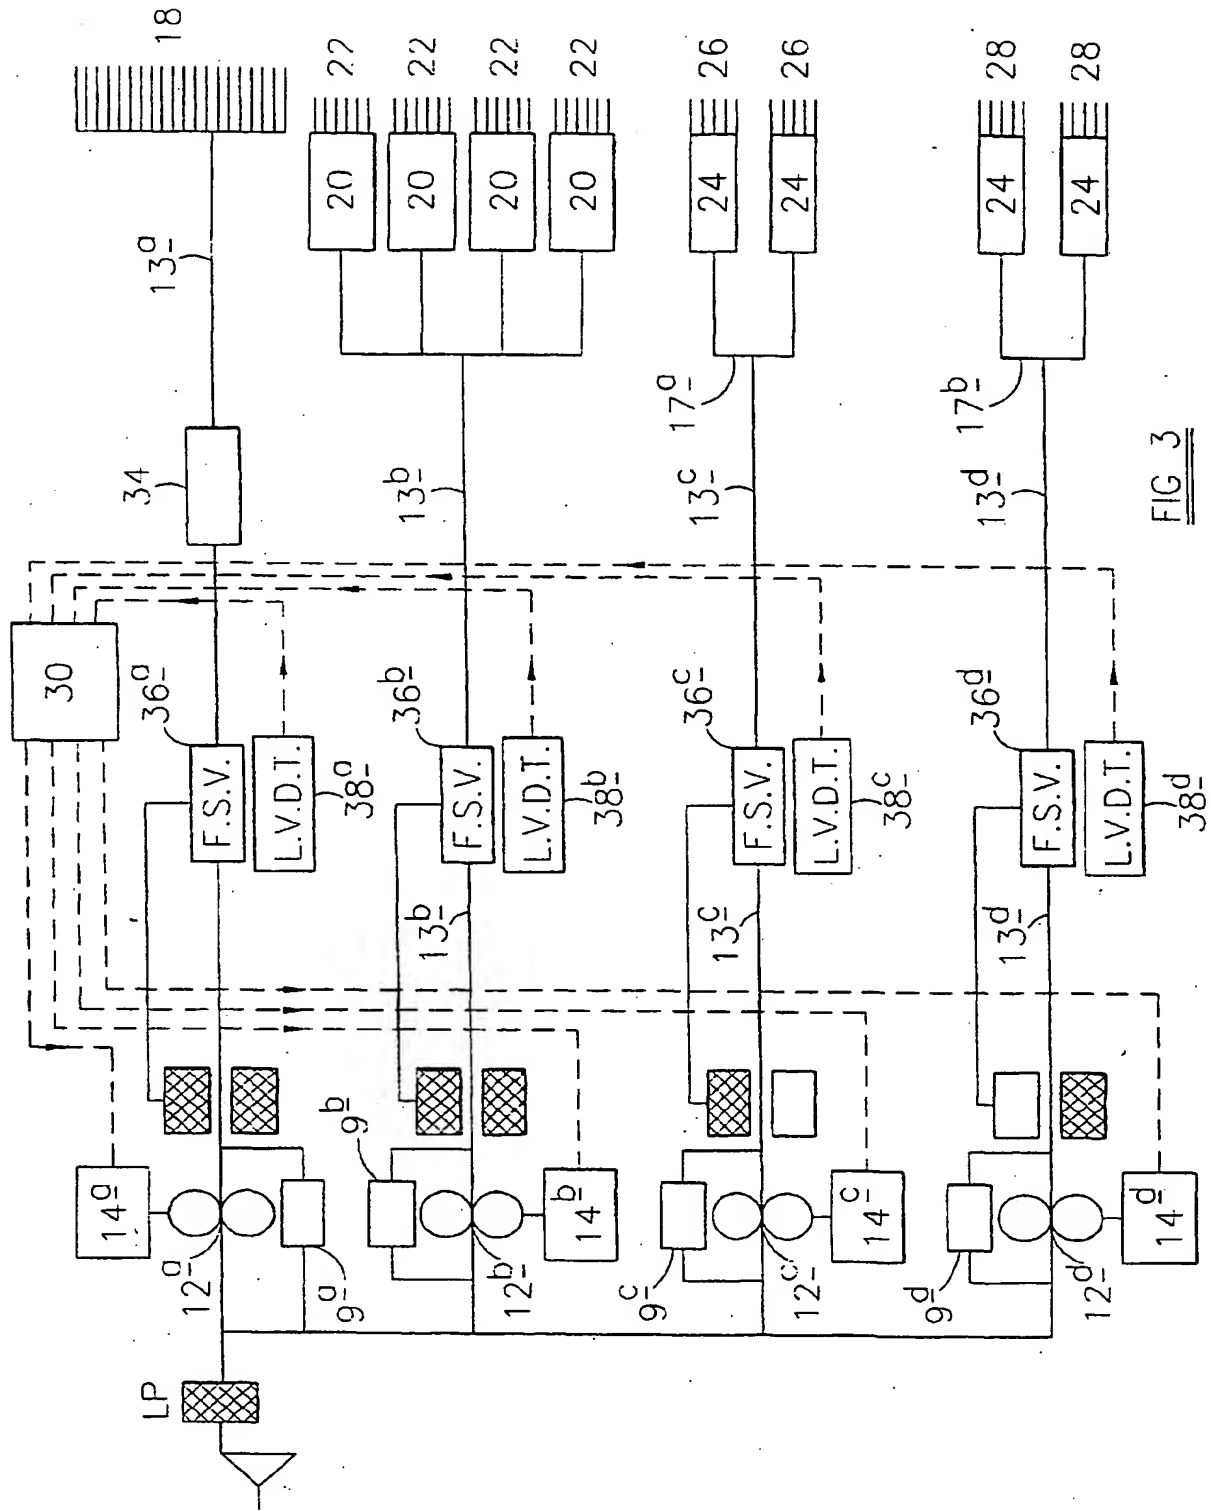 18
22
22
22
22
26
26
28
28
20
20
20
20
24
24
24
24
13a
17a
17b
34
13b
13c
13d
30
36a
36b
36c
36d
F.S.V.
F.S.V.
F.S.V.
F.S.V.
L.V.D.T.
L.V.D.T.
L.V.D.T.
L.V.D.T.
38a
38b
38c
38d
13b
13c
13d
14a
14b
14c
14d
9b
12a
9a
12b
9c
12c
9d
12d
LP
FIG 3